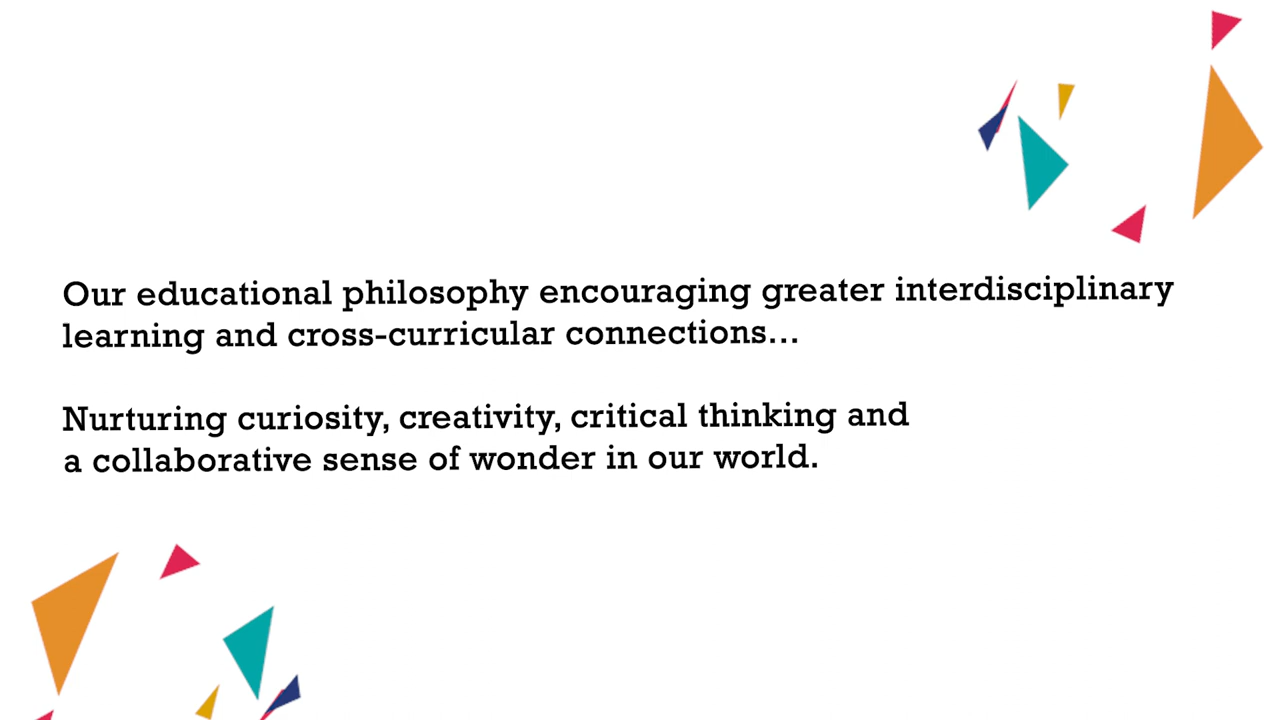 Our educational philosophy encouraging greater interdisciplinary
learning and cross-curricular connections...
Nurturing curiosity, creativity, critical thinking and
a collaborative sense of wonder in our world.